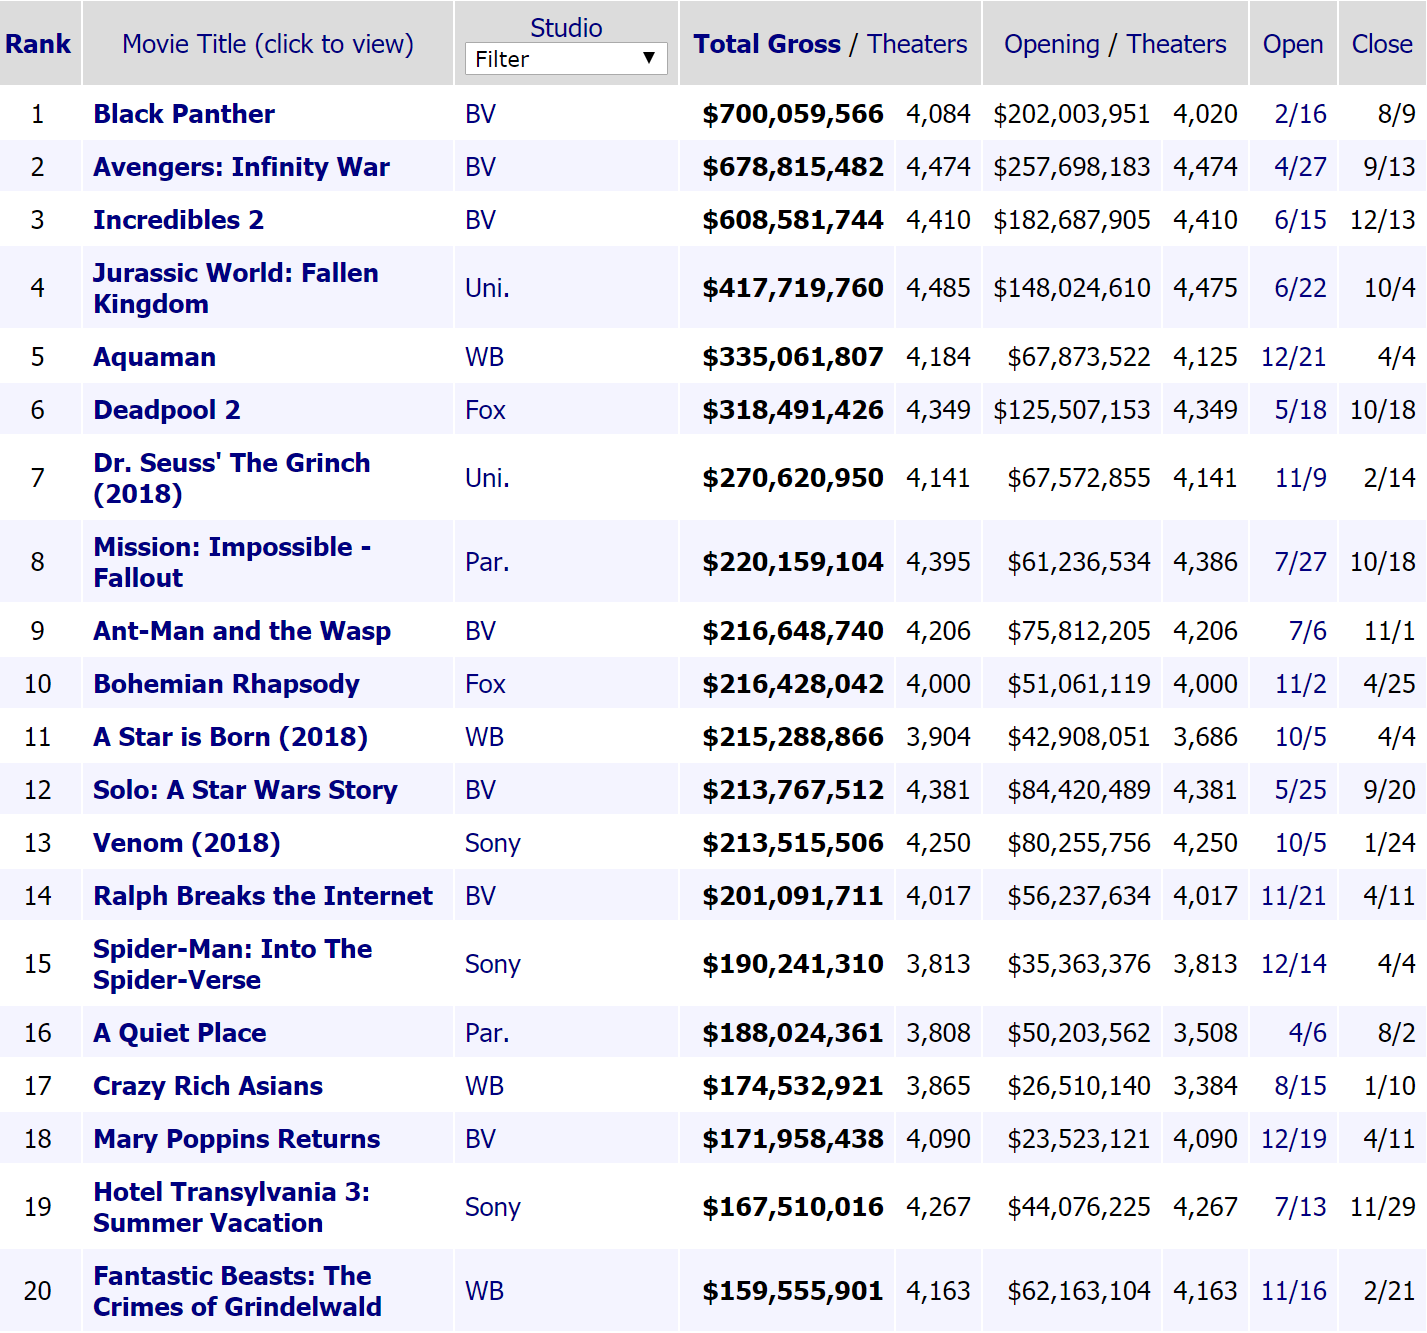 Rank Movie Title (click to view) Studio Total Gross / Theaters Opening / Theaters Open Close
Filter ▼
1 Black Panther BV $700,059,566 4,084 $202,003,951 4,020 2/16 8/9
2 Avengers: Infinity War BV $678,815,482 4,474 $257,698,183 4,474 4/27 9/13
3 Incredibles 2 BV $608,581,744 4,410 $182,687,905 4,410 6/15 12/13
4 Jurassic World: Fallen
Kingdom Uni. $417,719,760 4,485 $148,024,610 4,475 6/22 10/4
5 Aquaman WB $335,061,807 4,184 $67,873,522 4,125 12/21 4/4
6 Deadpool 2 Fox $318,491,426 4,349 $125,507,153 4,349 5/18 10/18
7 Dr. Seuss' The Grinch
(2018) Uni. $270,620,950 4,141 $67,572,855 4,141 11/9 2/14
8 Mission: Impossible -
Fallout Par. $220,159,104 4,395 $61,236,534 4,386 7/27 10/18
9 Ant-Man and the Wasp BV $216,648,740 4,206 $75,812,205 4,206 7/6 11/1
10 Bohemian Rhapsody Fox $216,428,042 4,000 $51,061,119 4,000 11/2 4/25
11 A Star is Born (2018) WB $215,288,866 3,904 $42,908,051 3,686 10/5 4/4
12 Solo: A Star Wars Story BV $213,767,512 4,381 $84,420,489 4,381 5/25 9/20
13 Venom (2018) Sony $213,515,506 4,250 $80,255,756 4,250 10/5 1/24
14 Ralph Breaks the Internet BV $201,091,711 4,017 $56,237,634 4,017 11/21 4/11
15 Spider-Man: Into The
Spider-Verse Sony $190,241,310 3,813 $35,363,376 3,813 12/14 4/4
16 A Quiet Place Par. $188,024,361 3,808 $50,203,562 3,508 4/6 8/2
17 Crazy Rich Asians WB $174,532,921 3,865 $26,510,140 3,384 8/15 1/10
18 Mary Poppins Returns BV $171,958,438 4,090 $23,523,121 4,090 12/19 4/11
19 Hotel Transylvania 3:
Summer Vacation Sony $167,510,016 4,267 $44,076,225 4,267 7/13 11/29
20 Fantastic Beasts: The
Crimes of Grindelwald WB $159,555,901 4,163 $62,163,104 4,163 11/16 2/21